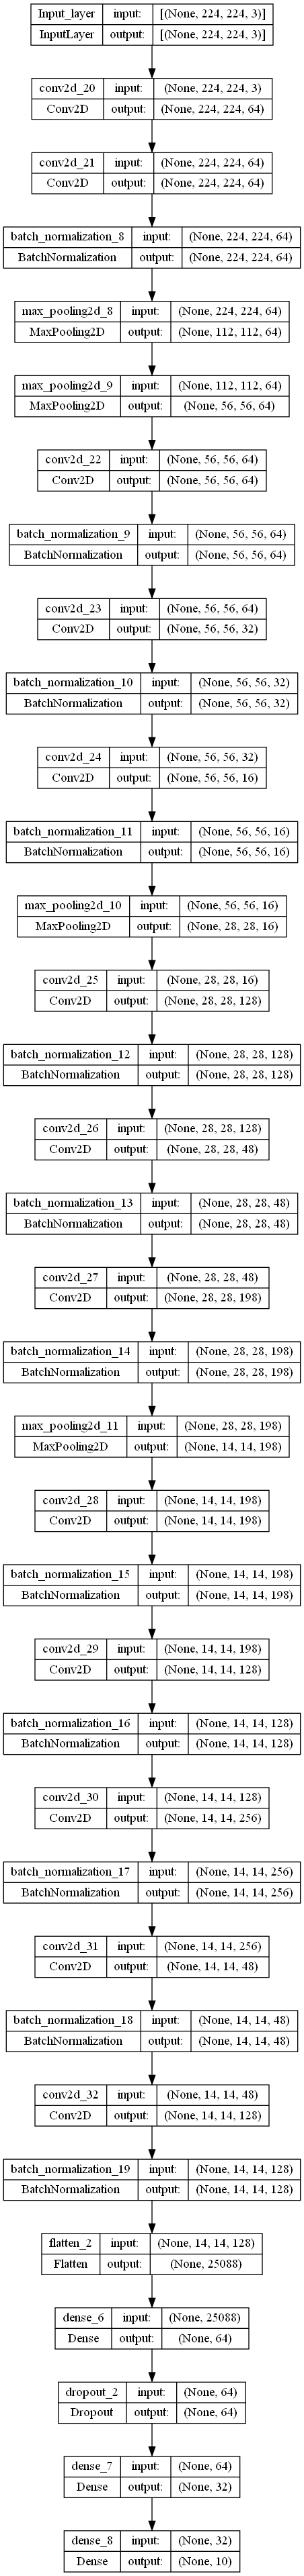 Input_layer input: [(None, 224, 224, 3)]
InputLayer output: [(None, 224, 224, 3)]
conv2d_20 input: (None, 224, 224, 3)
Conv2D output: (None, 224, 224, 64)
conv2d_21 input: (None, 224, 224, 64)
Conv2D output: (None, 224, 224, 64)
batch_normalization_8 input: (None, 224, 224, 64)
BatchNormalization output: (None, 224, 224, 64)
max_pooling2d_8 input: (None, 224, 224, 64)
MaxPooling2D output: (None, 112, 112, 64)
max_pooling2d_9 input: (None, 112, 112, 64)
MaxPooling2D output: (None, 56, 56, 64)
conv2d_22 input: (None, 56, 56, 64)
Conv2D output: (None, 56, 56, 64)
batch_normalization_9 input: (None, 56, 56, 64)
BatchNormalization output: (None, 56, 56, 64)
conv2d_23 input: (None, 56, 56, 64)
Conv2D output: (None, 56, 56, 32)
batch_normalization_10 input: (None, 56, 56, 32)
BatchNormalization output: (None, 56, 56, 32)
conv2d_24 input: (None, 56, 56, 32)
Conv2D output: (None, 56, 56, 16)
batch_normalization_11 input: (None, 56, 56, 16)
BatchNormalization output: (None, 56, 56, 16)
max_pooling2d_10 input: (None, 56, 56, 16)
MaxPooling2D output: (None, 28, 28, 16)
conv2d_25 input: (None, 28, 28, 16)
Conv2D output: (None, 28, 28, 128)
batch_normalization_12 input: (None, 28, 28, 128)
BatchNormalization output: (None, 28, 28, 128)
conv2d_26 input: (None, 28, 28, 128)
Conv2D output: (None, 28, 28, 48)
batch_normalization_13 input: (None, 28, 28, 48)
BatchNormalization output: (None, 28, 28, 48)
conv2d_27 input: (None, 28, 28, 48)
Conv2D output: (None, 28, 28, 198)
batch_normalization_14 input: (None, 28, 28, 198)
BatchNormalization output: (None, 28, 28, 198)
max_pooling2d_11 input: (None, 28, 28, 198)
MaxPooling2D output: (None, 14, 14, 198)
conv2d_28 input: (None, 14, 14, 198)
Conv2D output: (None, 14, 14, 198)
batch_normalization_15 input: (None, 14, 14, 198)
BatchNormalization output: (None, 14, 14, 198)
conv2d_29 input: (None, 14, 14, 198)
Conv2D output: (None, 14, 14, 128)
batch_normalization_16 input: (None, 14, 14, 128)
BatchNormalization output: (None, 14, 14, 128)
conv2d_30 input: (None, 14, 14, 128)
Conv2D output: (None, 14, 14, 256)
batch_normalization_17 input: (None, 14, 14, 256)
BatchNormalization output: (None, 14, 14, 256)
conv2d_31 input: (None, 14, 14, 256)
Conv2D output: (None, 14, 14, 48)
batch_normalization_18 input: (None, 14, 14, 48)
BatchNormalization output: (None, 14, 14, 48)
conv2d_32 input: (None, 14, 14, 48)
Conv2D output: (None, 14, 14, 128)
batch_normalization_19 input: (None, 14, 14, 128)
BatchNormalization output: (None, 14, 14, 128)
flatten_2 input: (None, 14, 14, 128)
Flatten output: (None, 25088)
dense_6 input: (None, 25088)
Dense output: (None, 64)
dropout_2 input: (None, 64)
Dropout output: (None, 64)
dense_7 input: (None, 64)
Dense output: (None, 32)
dense_8 input: (None, 32)
Dense output: (None, 10)